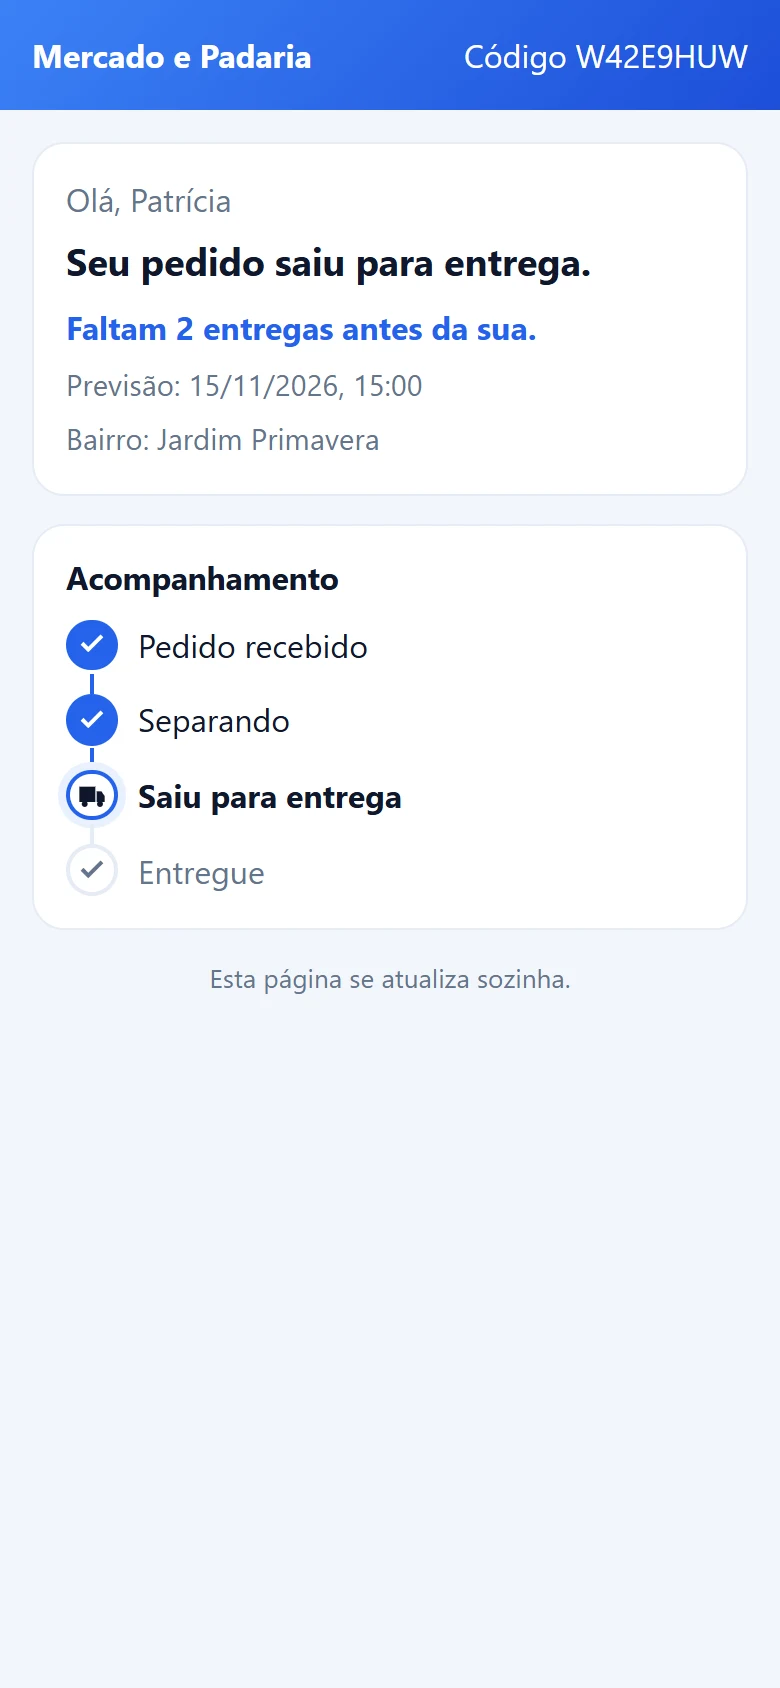 Mercado e Padaria
Código W42E9HUW
Olá, Patrícia
Seu pedido saiu para entrega.
Faltam 2 entregas antes da sua.
Previsão: 15/11/2026, 15:00
Bairro: Jardim Primavera
Acompanhamento
Pedido recebido
Separando
Saiu para entrega
Entregue
Esta página se atualiza sozinha.